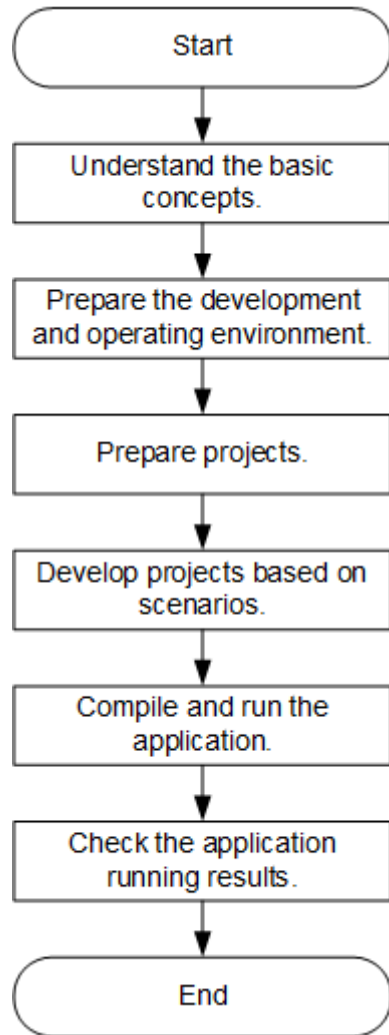 Start
Understand the basic
concepts.
Prepare the development
and operating environment.
Prepare projects.
Develop projects based on
scenarios.
Compile and run the
application.
Check the application
running results.
End